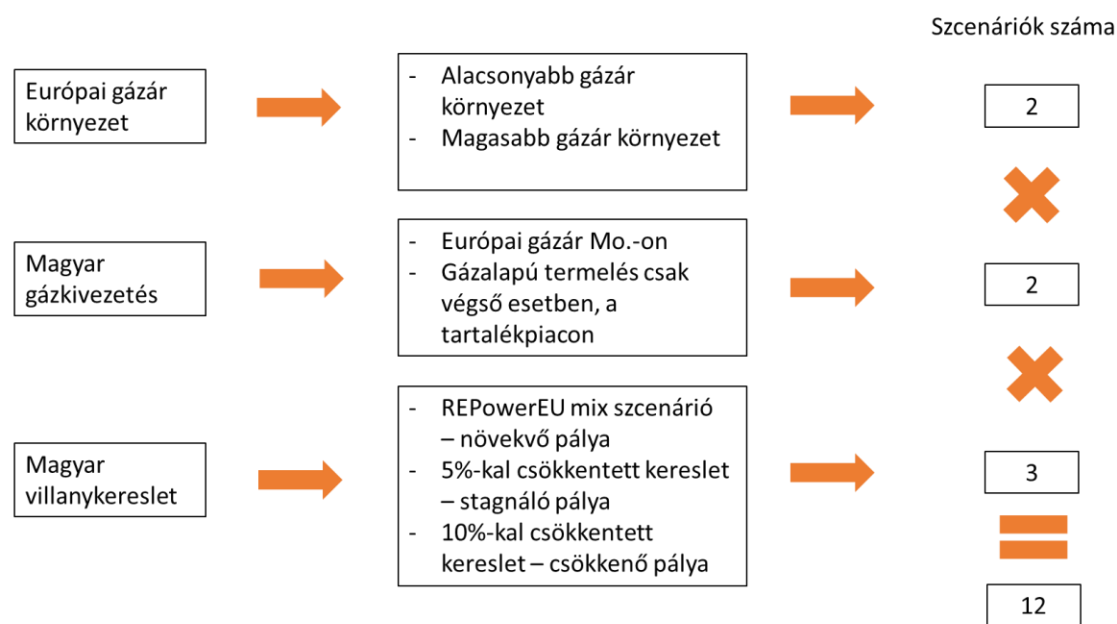 Szcenáriók száma
Európai gázár
környezet
- Alacsonyabb gázár
környezet
- Magasabb gázár környezet
2
Magyar
gázkivezetés
- Európai gázár Mo.-on
- Gázalapú termelés csak
végső esetben, a
tartalékpiacon
2
Magyar
villanykereslet
- REPowerEU mix szcenárió
– növekvő pálya
- 5%-kal csökkentett kereslet
– stagnáló pálya
- 10%-kal csökkentett
kereslet – csökkenő pálya
3
12